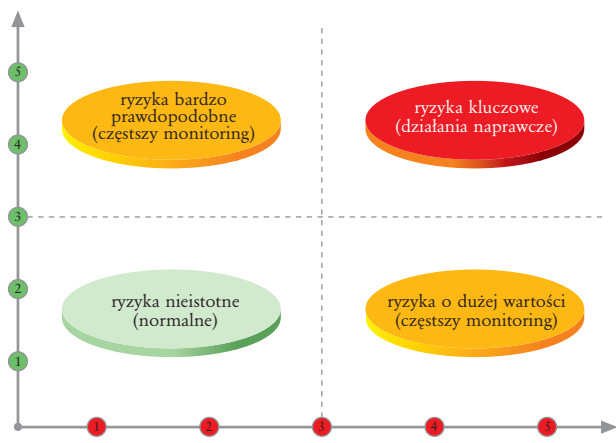 5
ryzyka bardzo
prawdopodobne
(częstszy monitoring)
ryzyka kluczowe
(działania naprawcze)
4
3
2
ryzyka nieistotne
(normalne)
ryzyka o dużej wartości
(częstszy monitoring)
1
1 2 3 4 5